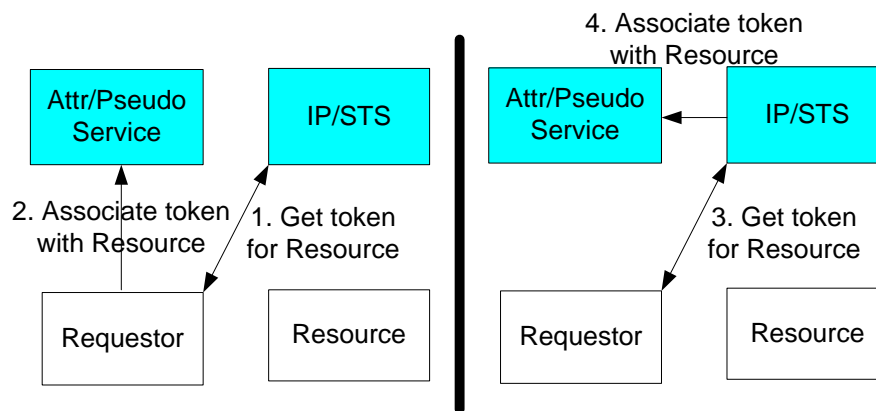 Attr/Pseudo
Service
IP/STS
2. Associate token
with Resource
1. Get token
for Resource
Requestor
Resource
4. Associate token
with Resource
Attr/Pseudo
Service
IP/STS
3. Get token
for Resource
Requestor
Resource